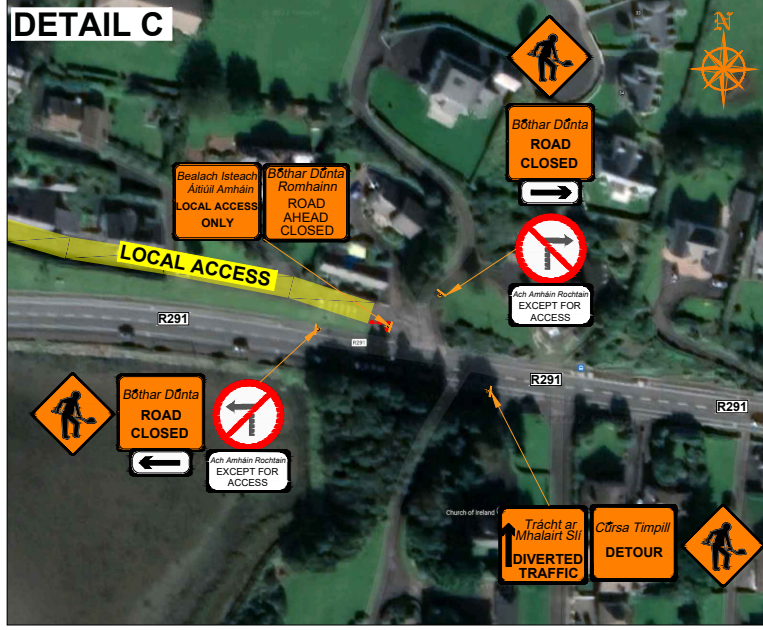 DETAIL C
N
Bóthar Dúnta
ROAD
CLOSED
Bealach Isteach
Áitiúil Amháin
LOCAL ACCESS
ONLY
Bóthar Dúnta
Romhainn
ROAD
AHEAD
CLOSED
LOCAL ACCESS
Ach Amháin Rochtain
EXCEPT FOR
ACCESS
R291
R291
R291
R291
Bóthar Dúnta
ROAD
CLOSED
Ach Amháin Rochtain
EXCEPT FOR
ACCESS
Church of Ireland
Trácht ar
Mhalairt Slí
DIVERTED
TRAFFIC
Cúrsa Timpill
DETOUR